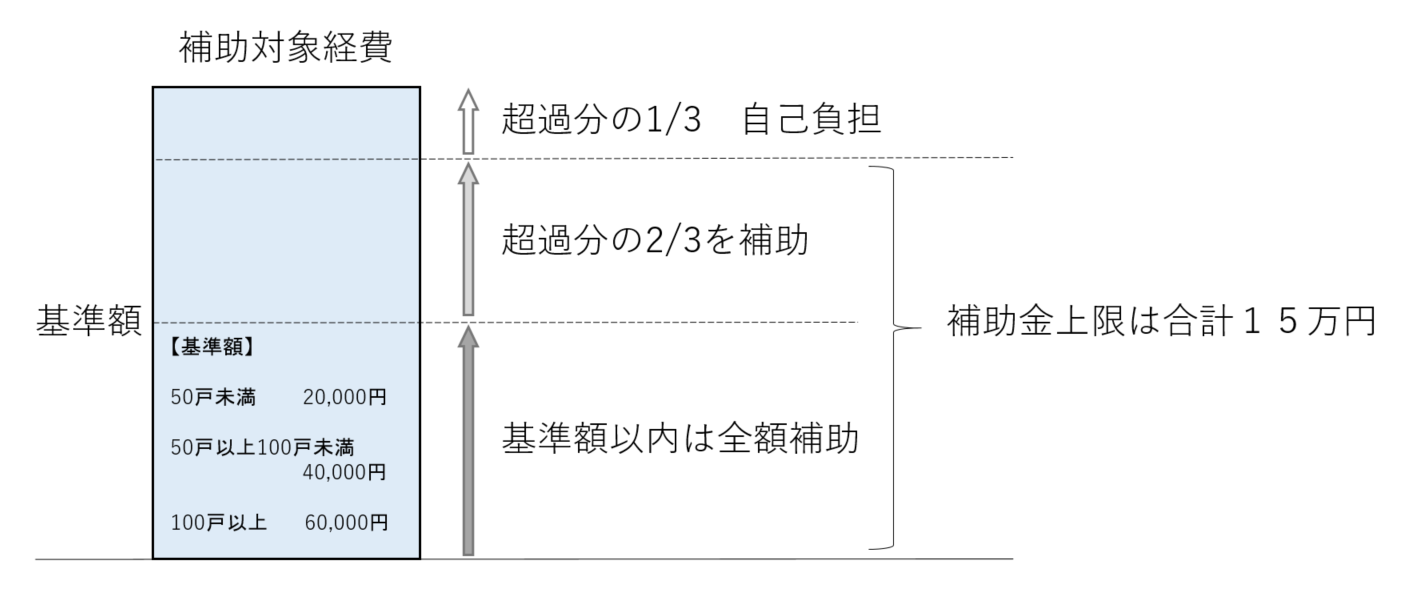 補助対象経費
超過分の1/3　自己負担
超過分の2/3を補助
基準額
補助金上限は合計１５万円
【基準額】
50戸未満　　20,000円
50戸以上100戸未満
40,000円
100戸以上　　60,000円
基準額以内は全額補助